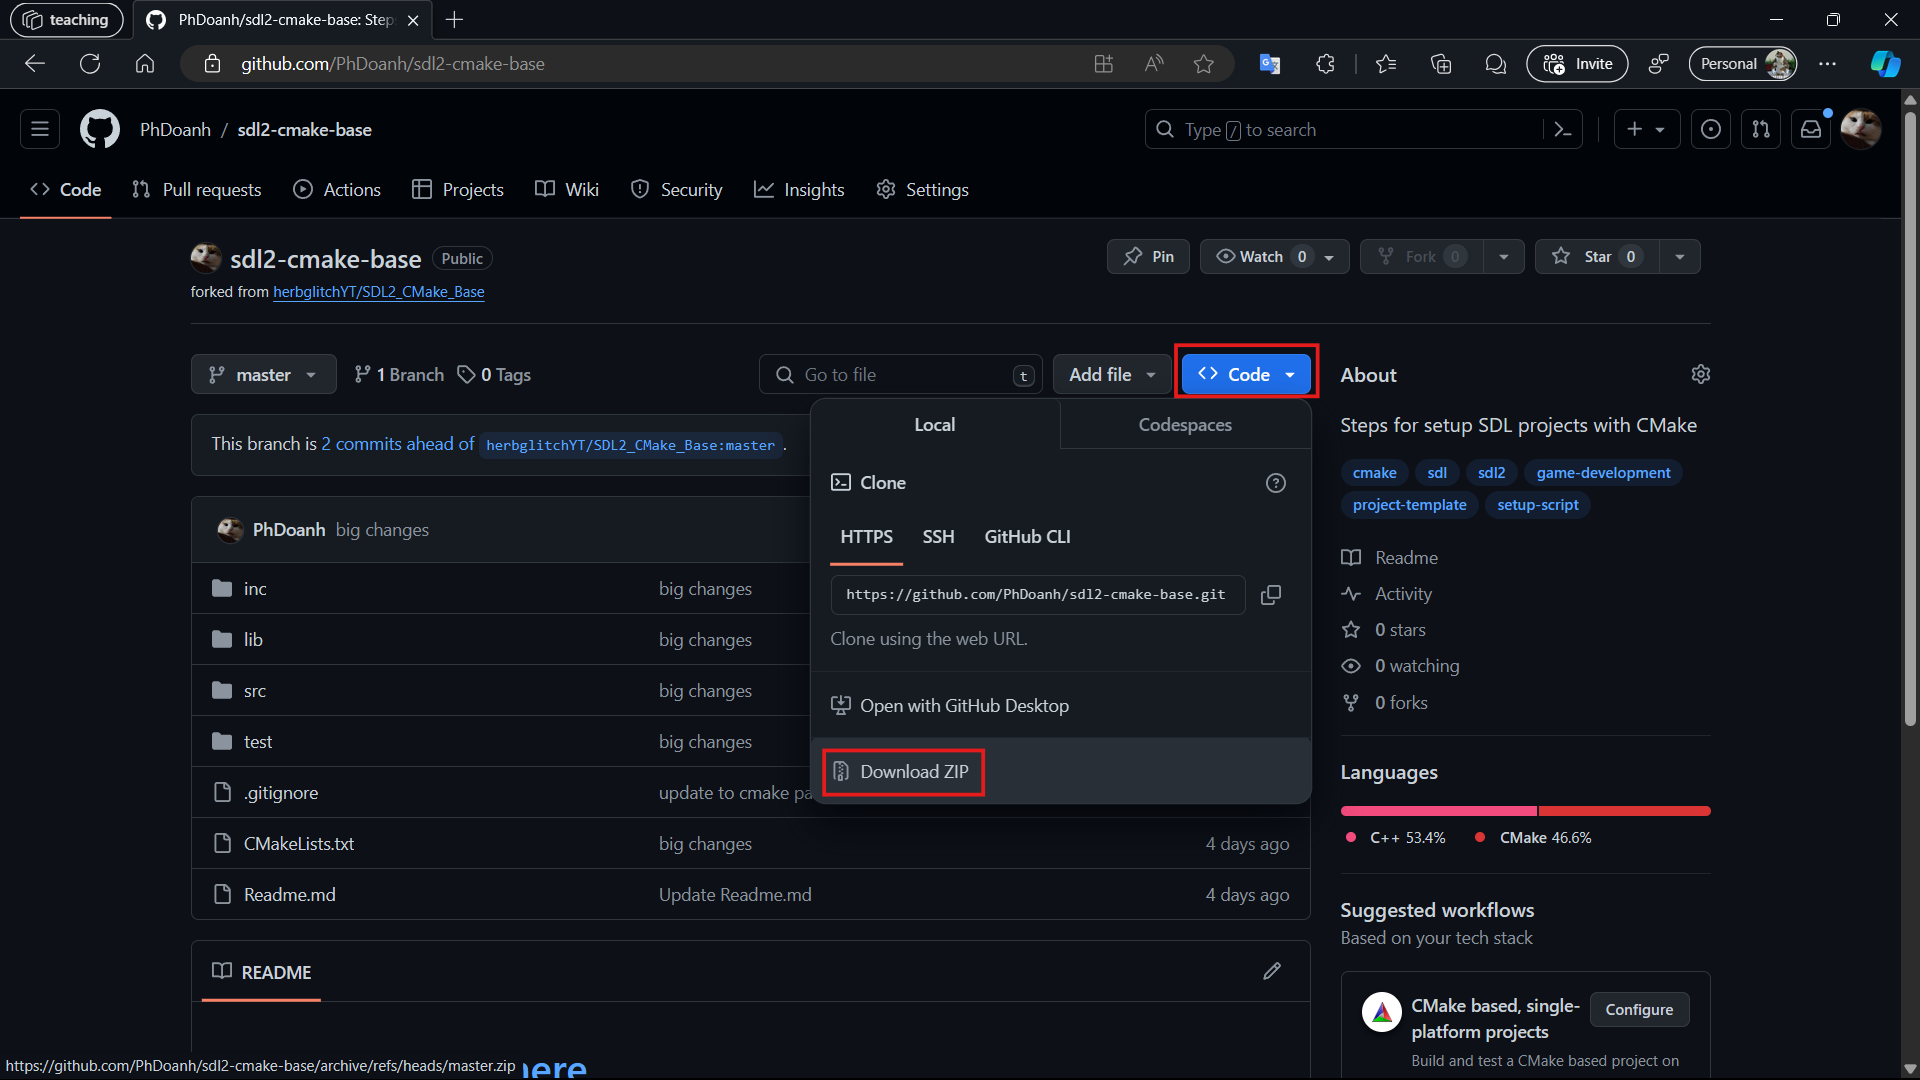 teaching
PhDoanh/sdl2-cmake-base: Step
github.com/PhDoanh/sdl2-cmake-base
Invite
Personal
PhDoanh / sdl2-cmake-base
Type / to search
Code
Pull requests
Actions
Projects
Wiki
Security
Insights
Settings
sdl2-cmake-base
Public
forked from herbglitchYT/SDL2_CMake_Base
Pin
Watch 0
Fork 0
Star 0
master
1 Branch
0 Tags
Go to file
t
Add file
Code
This branch is 2 commits ahead of herbglitchYT/SDL2_CMake_Base:master .
PhDoanh big changes
inc big changes
lib big changes
src big changes
test big changes
.gitignore update to cmake pa
CMakeLists.txt big changes 4 days ago
Readme.md Update Readme.md 4 days ago
README
Local
Codespaces
Clone
HTTPS
SSH
GitHub CLI
https://github.com/PhDoanh/sdl2-cmake-base.git
Clone using the web URL.
Open with GitHub Desktop
Download ZIP
About
Steps for setup SDL projects with CMake
cmake sdl sdl2 game-development
project-template setup-script
Readme
Activity
0 stars
0 watching
0 forks
Languages
C++ 53.4% CMake 46.6%
Suggested workflows
Based on your tech stack
CMake based, single-
platform projects
Configure
Build and test a CMake based project on
https://github.com/PhDoanh/sdl2-cmake-base/archive/refs/heads/master.zip